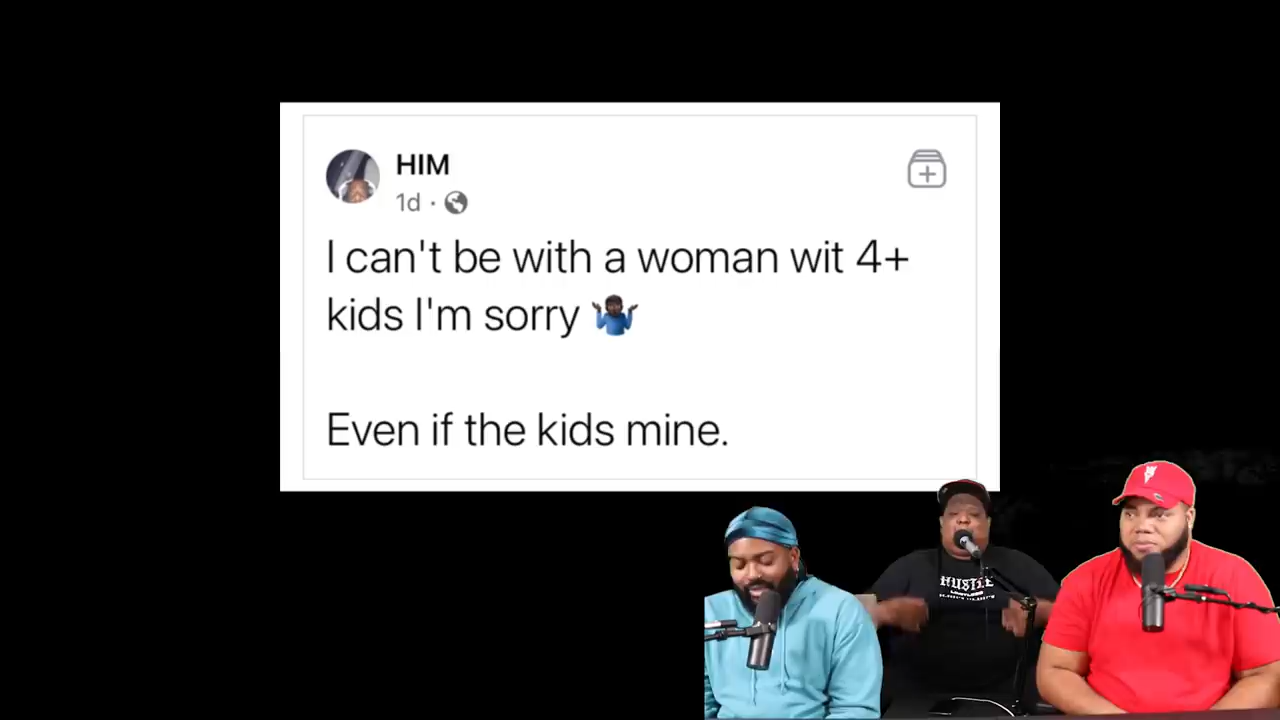 HIM
1d ·
I can't be with a woman wit 4+
kids I'm sorry 🤷🏿‍♂️
Even if the kids mine.
HUSTLE